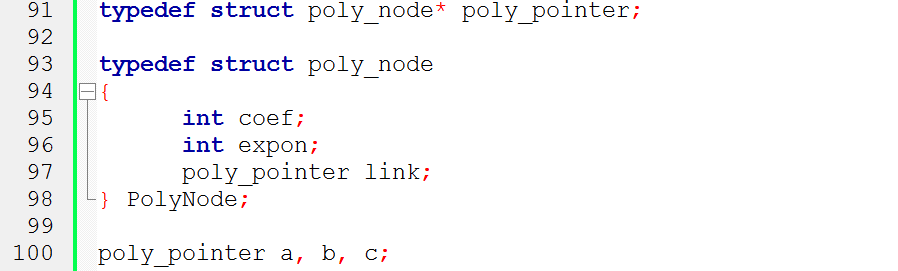 91 typedef struct poly_node* poly_pointer;
92
93 typedef struct poly_node
94 {
95 int coef;
96 int expon;
97 poly_pointer link;
98 } PolyNode;
99
100 poly_pointer a, b, c;